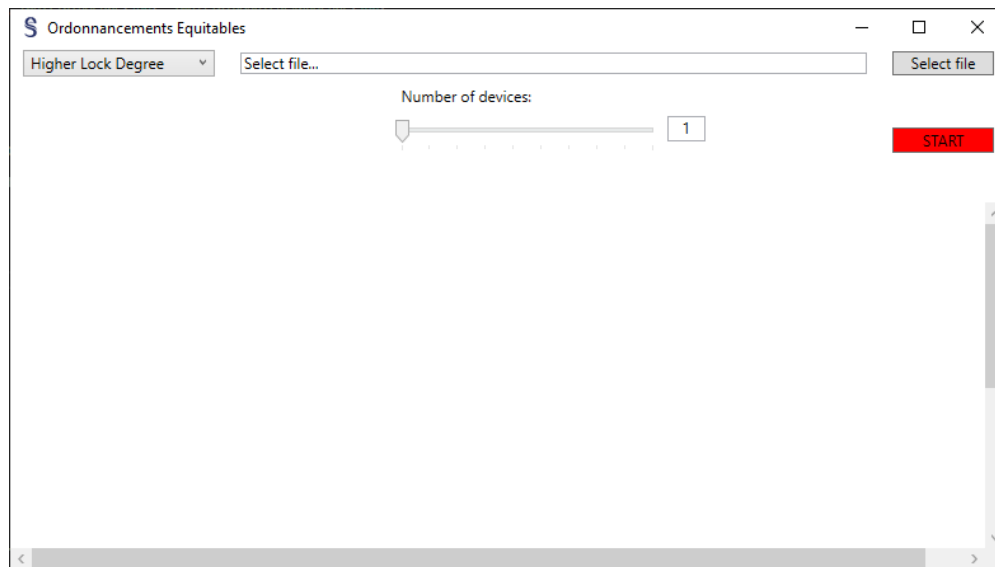 Ordonnancements Equitables
Higher Lock Degree Select file... Select file
Number of devices:
1
START